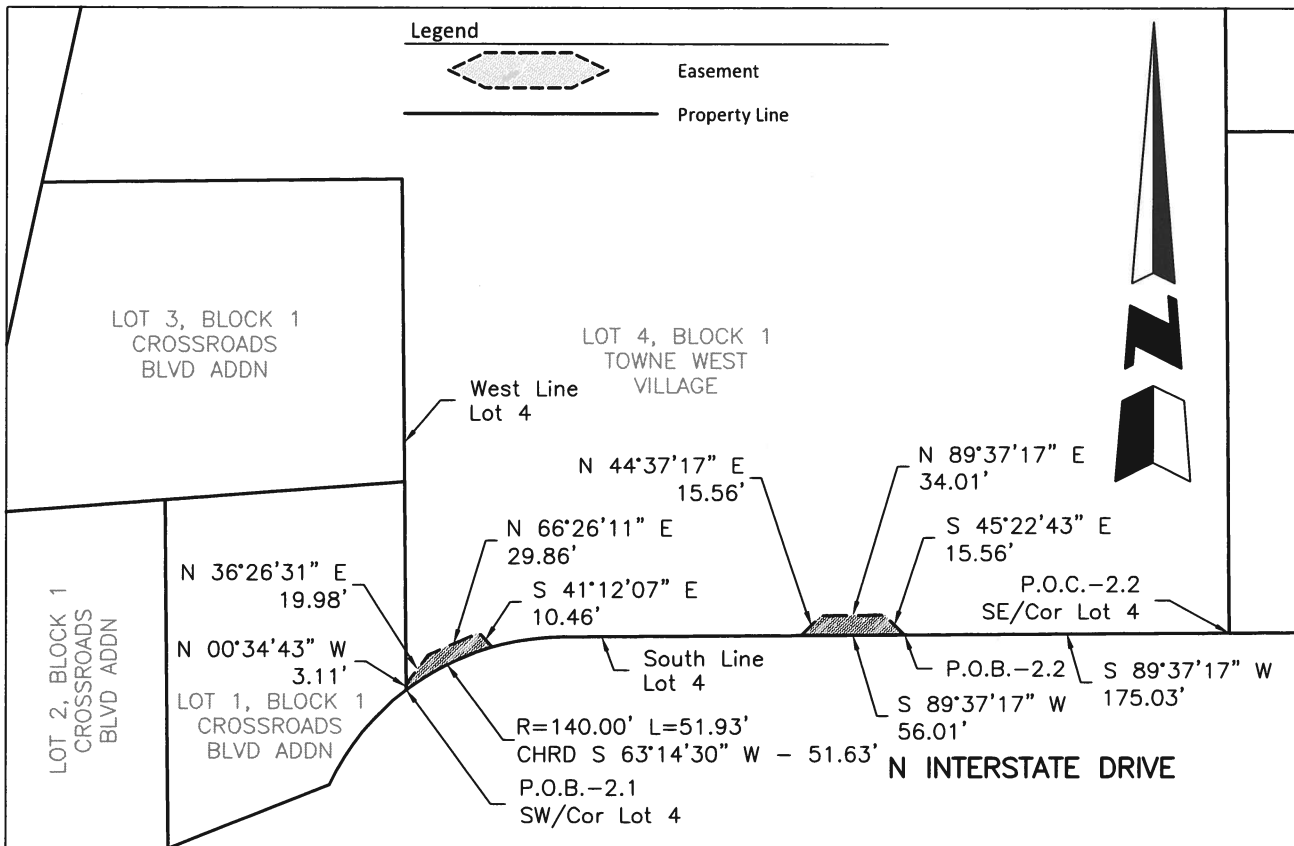 Legend
Easement
Property Line
LOT 3, BLOCK 1
CROSSROADS
BLVD ADDN
LOT 4, BLOCK 1
TOWNE WEST
VILLAGE
West Line
Lot 4
N 44°37'17" E
15.56'
N 89°37'17" E
34.01'
N 66°26'11" E
29.86'
S 45°22'43" E
15.56'
N 36°26'31" E
19.98'
S 41°12'07" E
10.46'
P.O.C.-2.2
SE/Cor Lot 4
N 00°34'43" W
3.11'
South Line
Lot 4
P.O.B.-2.2
S 89°37'17" W
175.03'
LOT 2, BLOCK 1
CROSSROADS
BLVD ADDN
LOT 1, BLOCK 1
CROSSROADS
BLVD ADDN
S 89°37'17" W
56.01'
R=140.00' L=51.93'
CHRD S 63°14'30" W - 51.63'
N INTERSTATE DRIVE
P.O.B.-2.1
SW/Cor Lot 4
N